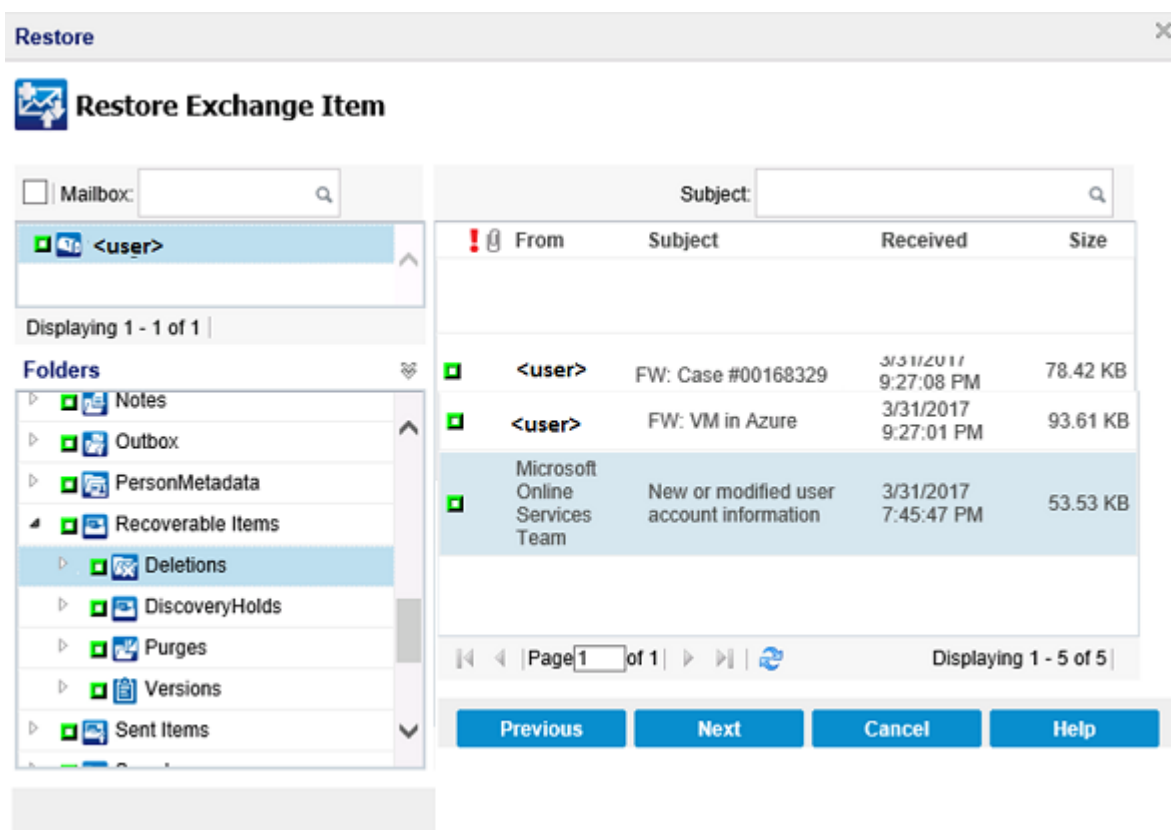 Restore
Restore Exchange Item
Mailbox:
Subject:
<user>
From Subject Received Size
Displaying 1 - 1 of 1
Folders
Notes
Outbox
PersonMetadata
Recoverable Items
Deletions
DiscoveryHolds
Purges
Versions
Sent Items
<user> FW: Case #00168329 3/31/2017 9:27:08 PM 78.42 KB
<user> FW: VM in Azure 3/31/2017 9:27:01 PM 93.61 KB
Microsoft Online Services Team New or modified user account information 3/31/2017 7:45:47 PM 53.53 KB
Page 1 of 1 Displaying 1 - 5 of 5
Previous Next Cancel Help